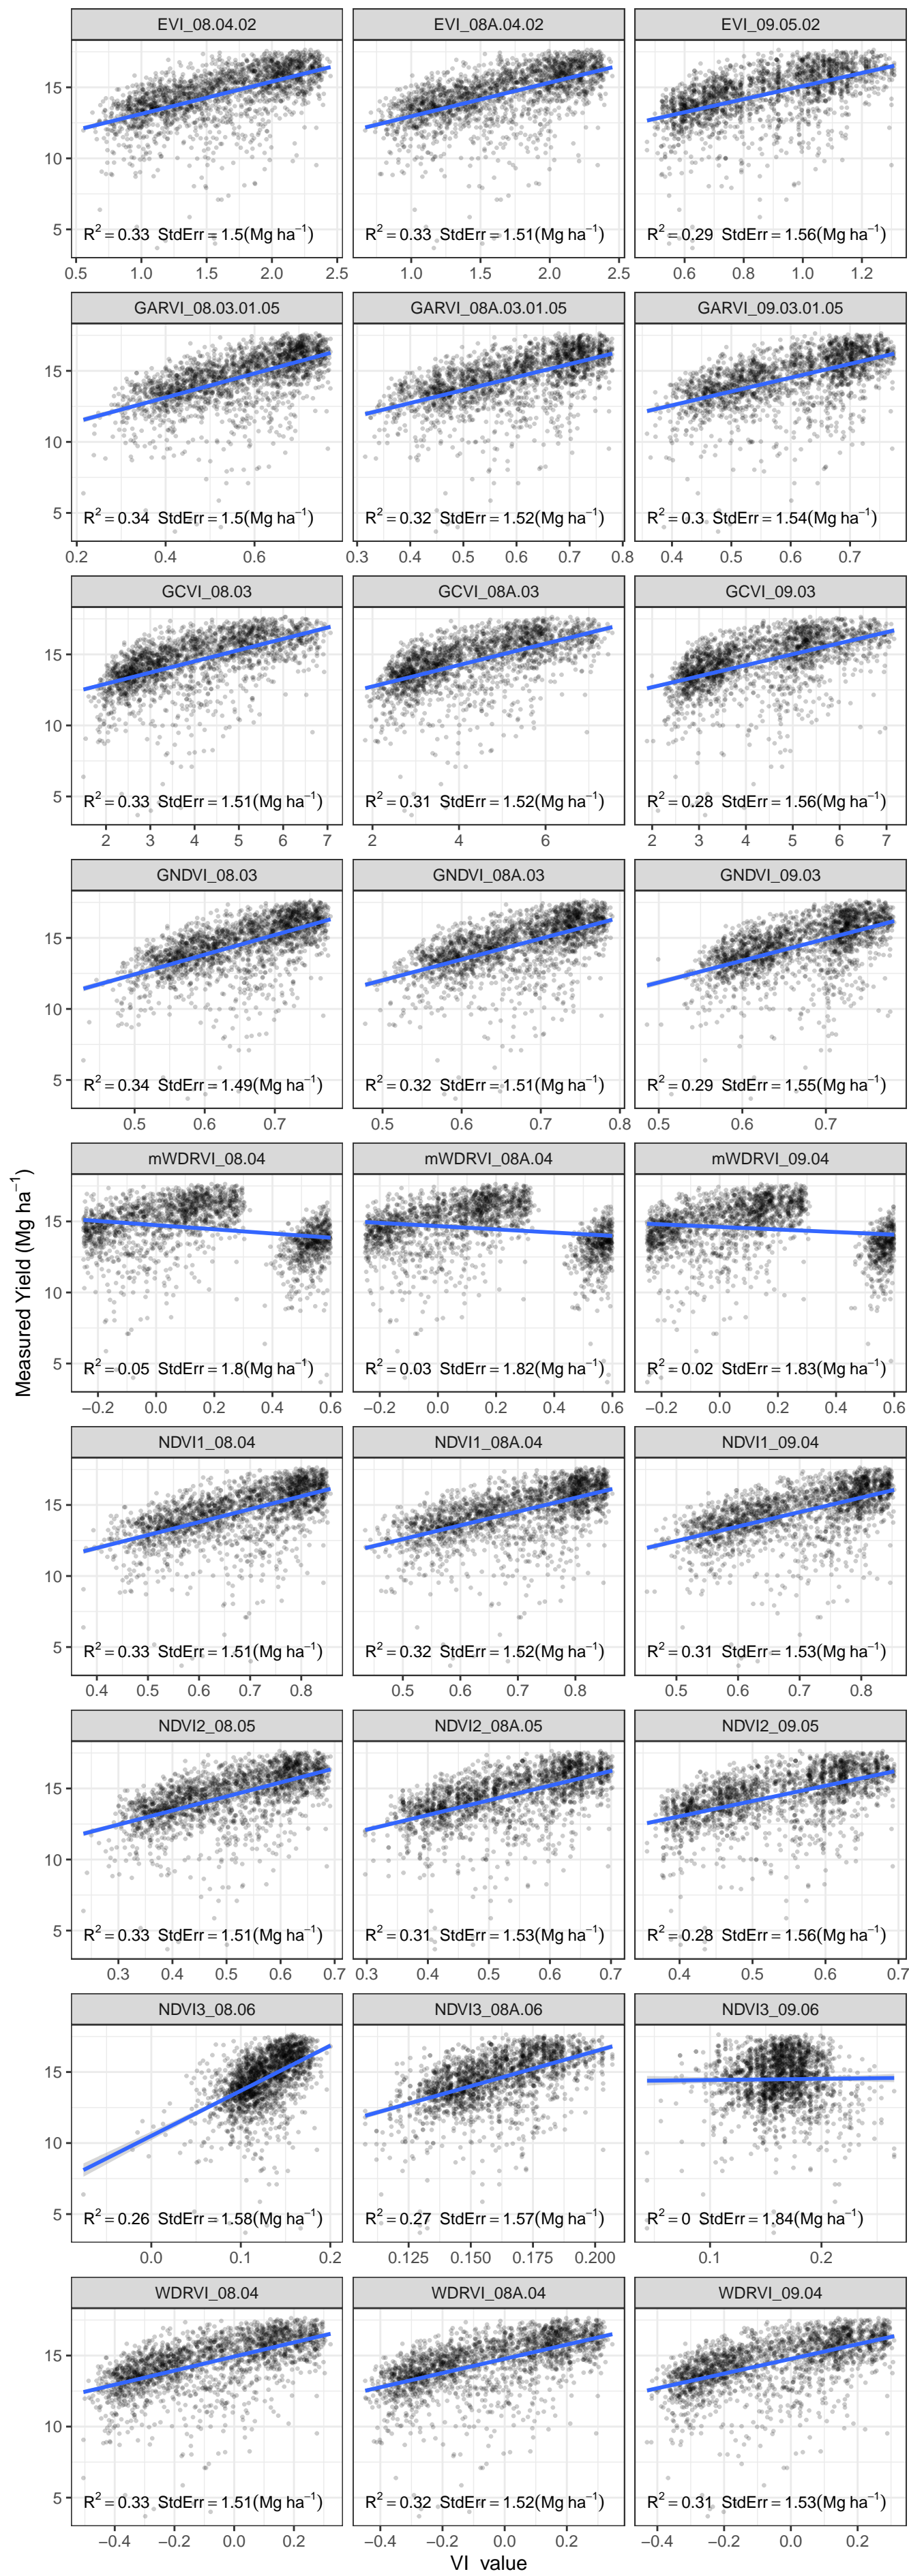 EVI_08.04.02 EVI_08A.04.02 EVI_09.05.02
15
10
5
R² = 0.33 StdErr = 1.5(Mg ha⁻¹) R² = 0.33 StdErr = 1.51(Mg ha⁻¹) R² = 0.29 StdErr = 1.56(Mg ha⁻¹)
0.5 1.0 1.5 2.0 2.5 1.0 1.5 2.0 2.5 0.6 0.8 1.0 1.2
GARVI_08.03.01.05 GARVI_08A.03.01.05 GARVI_09.03.01.05
15
10
5
R² = 0.34 StdErr = 1.5(Mg ha⁻¹) R² = 0.32 StdErr = 1.52(Mg ha⁻¹) R² = 0.3 StdErr = 1.54(Mg ha⁻¹)
0.2 0.4 0.6 0.3 0.4 0.5 0.6 0.7 0.8 0.4 0.5 0.6 0.7
GCVI_08.03 GCVI_08A.03 GCVI_09.03
15
10
5
R² = 0.33 StdErr = 1.51(Mg ha⁻¹) R² = 0.31 StdErr = 1.52(Mg ha⁻¹) R² = 0.28 StdErr = 1.56(Mg ha⁻¹)
2 3 4 5 6 7 2 4 6 2 3 4 5 6 7
GNDVI_08.03 GNDVI_08A.03 GNDVI_09.03
15
10
5
R² = 0.34 StdErr = 1.49(Mg ha⁻¹) R² = 0.32 StdErr = 1.51(Mg ha⁻¹) R² = 0.29 StdErr = 1.55(Mg ha⁻¹)
0.5 0.6 0.7 0.5 0.6 0.7 0.8 0.5 0.6 0.7
Measured Yield (Mg ha⁻¹)
mWDRVI_08.04 mWDRVI_08A.04 mWDRVI_09.04
15
10
5
R² = 0.05 StdErr = 1.8(Mg ha⁻¹) R² = 0.03 StdErr = 1.82(Mg ha⁻¹) R² = 0.02 StdErr = 1.83(Mg ha⁻¹)
−0.2 0.0 0.2 0.4 0.6 −0.2 0.0 0.2 0.4 0.6 −0.2 0.0 0.2 0.4 0.6
NDVI1_08.04 NDVI1_08A.04 NDVI1_09.04
15
10
5
R² = 0.33 StdErr = 1.51(Mg ha⁻¹) R² = 0.32 StdErr = 1.52(Mg ha⁻¹) R² = 0.31 StdErr = 1.53(Mg ha⁻¹)
0.4 0.5 0.6 0.7 0.8 0.5 0.6 0.7 0.8 0.5 0.6 0.7 0.8
NDVI2_08.05 NDVI2_08A.05 NDVI2_09.05
15
10
5
R² = 0.33 StdErr = 1.51(Mg ha⁻¹) R² = 0.31 StdErr = 1.53(Mg ha⁻¹) R² = 0.28 StdErr = 1.56(Mg ha⁻¹)
0.3 0.4 0.5 0.6 0.7 0.3 0.4 0.5 0.6 0.7 0.4 0.5 0.6 0.7
NDVI3_08.06 NDVI3_08A.06 NDVI3_09.06
15
10
5
R² = 0.26 StdErr = 1.58(Mg ha⁻¹) R² = 0.27 StdErr = 1.57(Mg ha⁻¹) R² = 0 StdErr = 1.84(Mg ha⁻¹)
0.0 0.1 0.2 0.125 0.150 0.175 0.200 0.1 0.2
WDRVI_08.04 WDRVI_08A.04 WDRVI_09.04
15
10
5
R² = 0.33 StdErr = 1.51(Mg ha⁻¹) R² = 0.32 StdErr = 1.52(Mg ha⁻¹) R² = 0.31 StdErr = 1.53(Mg ha⁻¹)
−0.4 −0.2 0.0 0.2 −0.4 −0.2 0.0 0.2 −0.4 −0.2 0.0 0.2
VI value